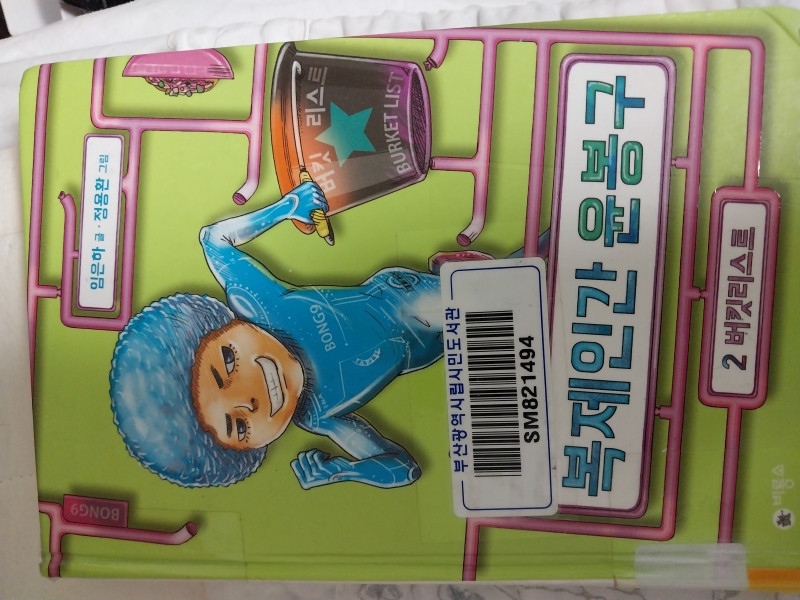 복제인간 윤봉구
2 버킷리스트
임은하 글 · 정용환 그림
버킷 리스트
BURKET LIST
BONG9
BONG9
부산광역시립시민도서관
SM821494
비룡소